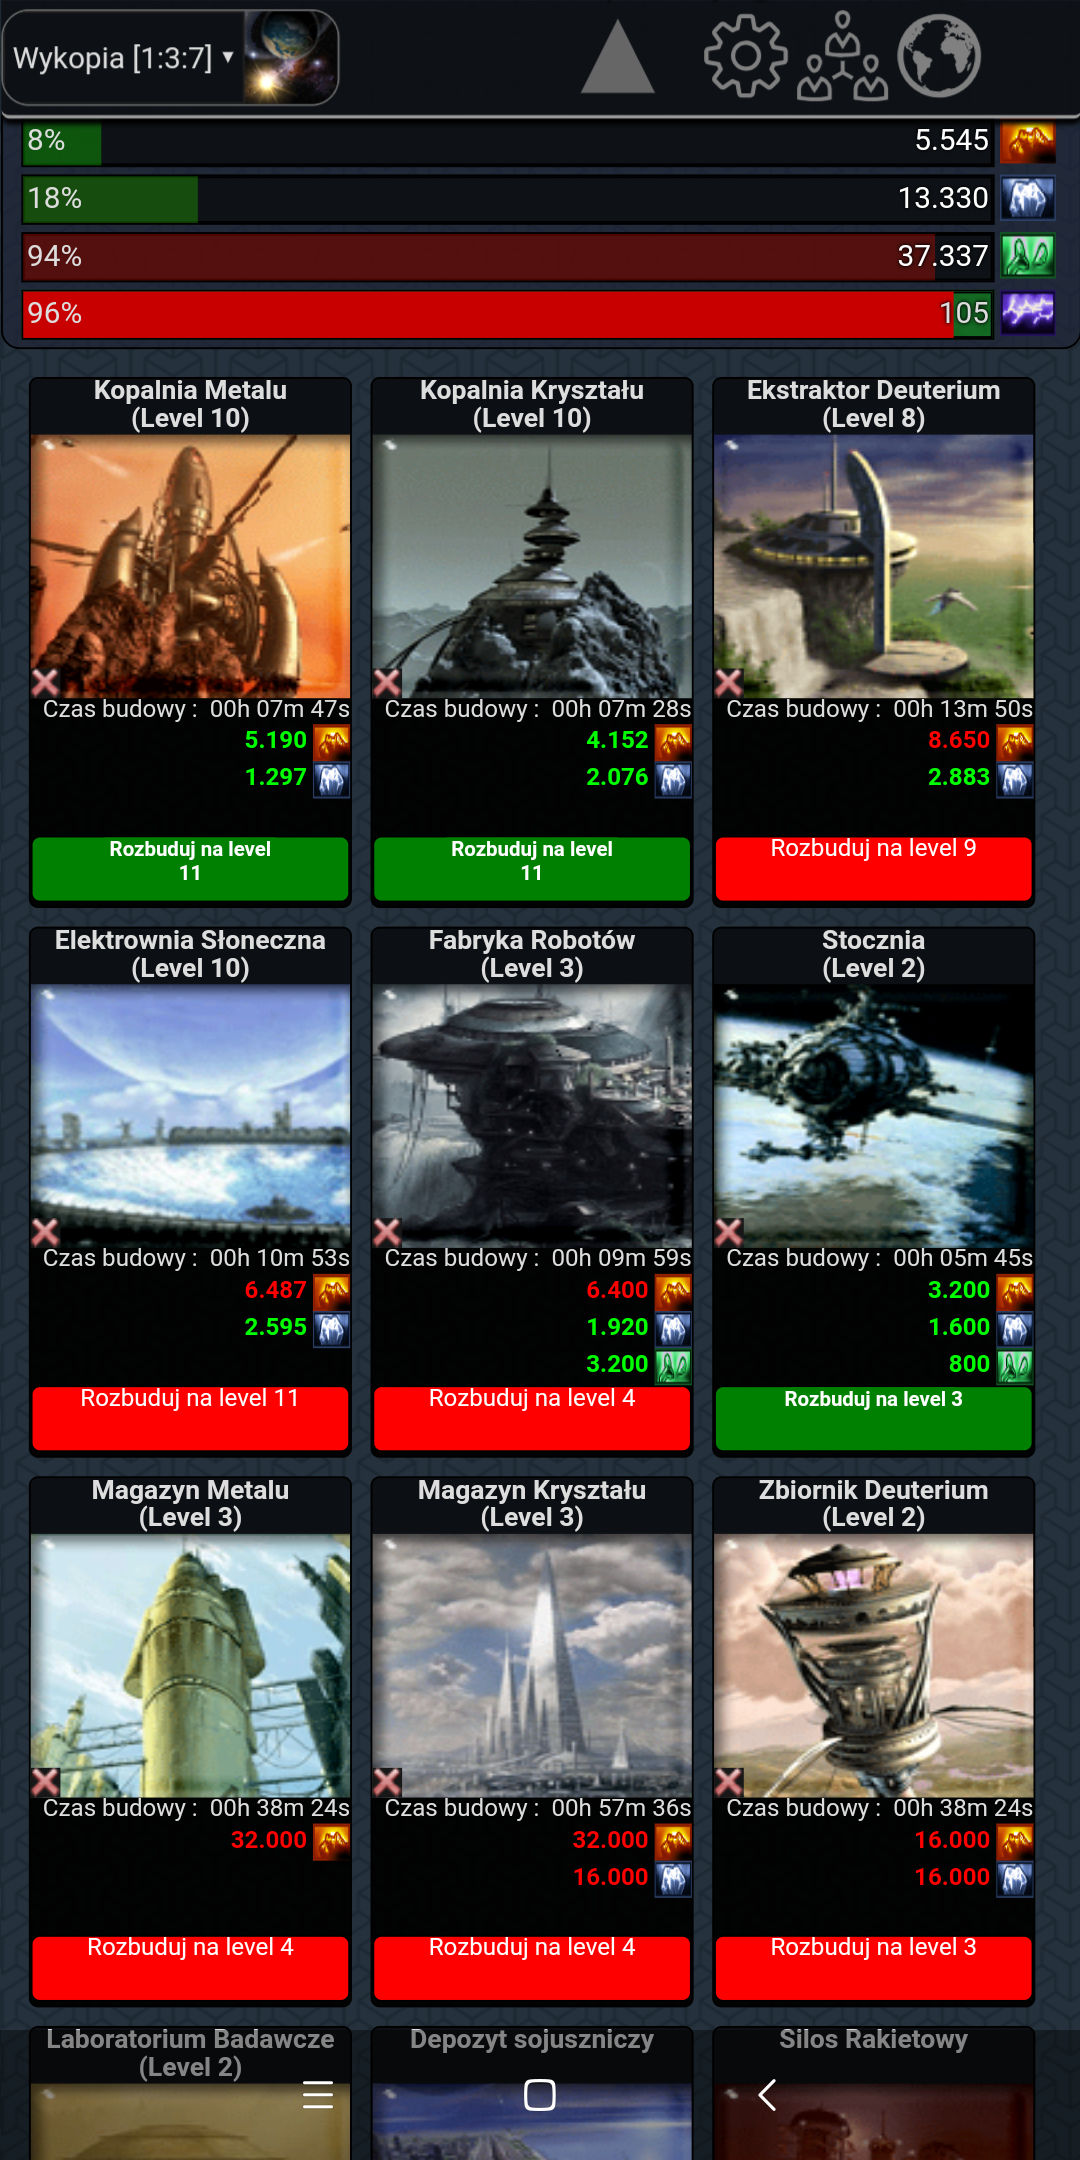 Wykopia [1:3:7] ▾
8% 5.545
18% 13.330
94% 37.337
96% 105
Kopalnia Metalu
(Level 10)
Czas budowy : 00h 07m 47s
5.190
1.297
Rozbuduj na level
11
Kopalnia Kryształu
(Level 10)
Czas budowy : 00h 07m 28s
4.152
2.076
Rozbuduj na level
11
Ekstraktor Deuterium
(Level 8)
Czas budowy : 00h 13m 50s
8.650
2.883
Rozbuduj na level 9
Elektrownia Słoneczna
(Level 10)
Czas budowy : 00h 10m 53s
6.487
2.595
Rozbuduj na level 11
Fabryka Robotów
(Level 3)
Czas budowy : 00h 09m 59s
6.400
1.920
3.200
Rozbuduj na level 4
Stocznia
(Level 2)
Czas budowy : 00h 05m 45s
3.200
1.600
800
Rozbuduj na level 3
Magazyn Metalu
(Level 3)
Czas budowy : 00h 38m 24s
32.000
Rozbuduj na level 4
Magazyn Kryształu
(Level 3)
Czas budowy : 00h 57m 36s
32.000
16.000
Rozbuduj na level 4
Zbiornik Deuterium
(Level 2)
Czas budowy : 00h 38m 24s
16.000
16.000
Rozbuduj na level 3
Laboratorium Badawcze
(Level 2)
Depozyt sojuszniczy
Silos Rakietowy